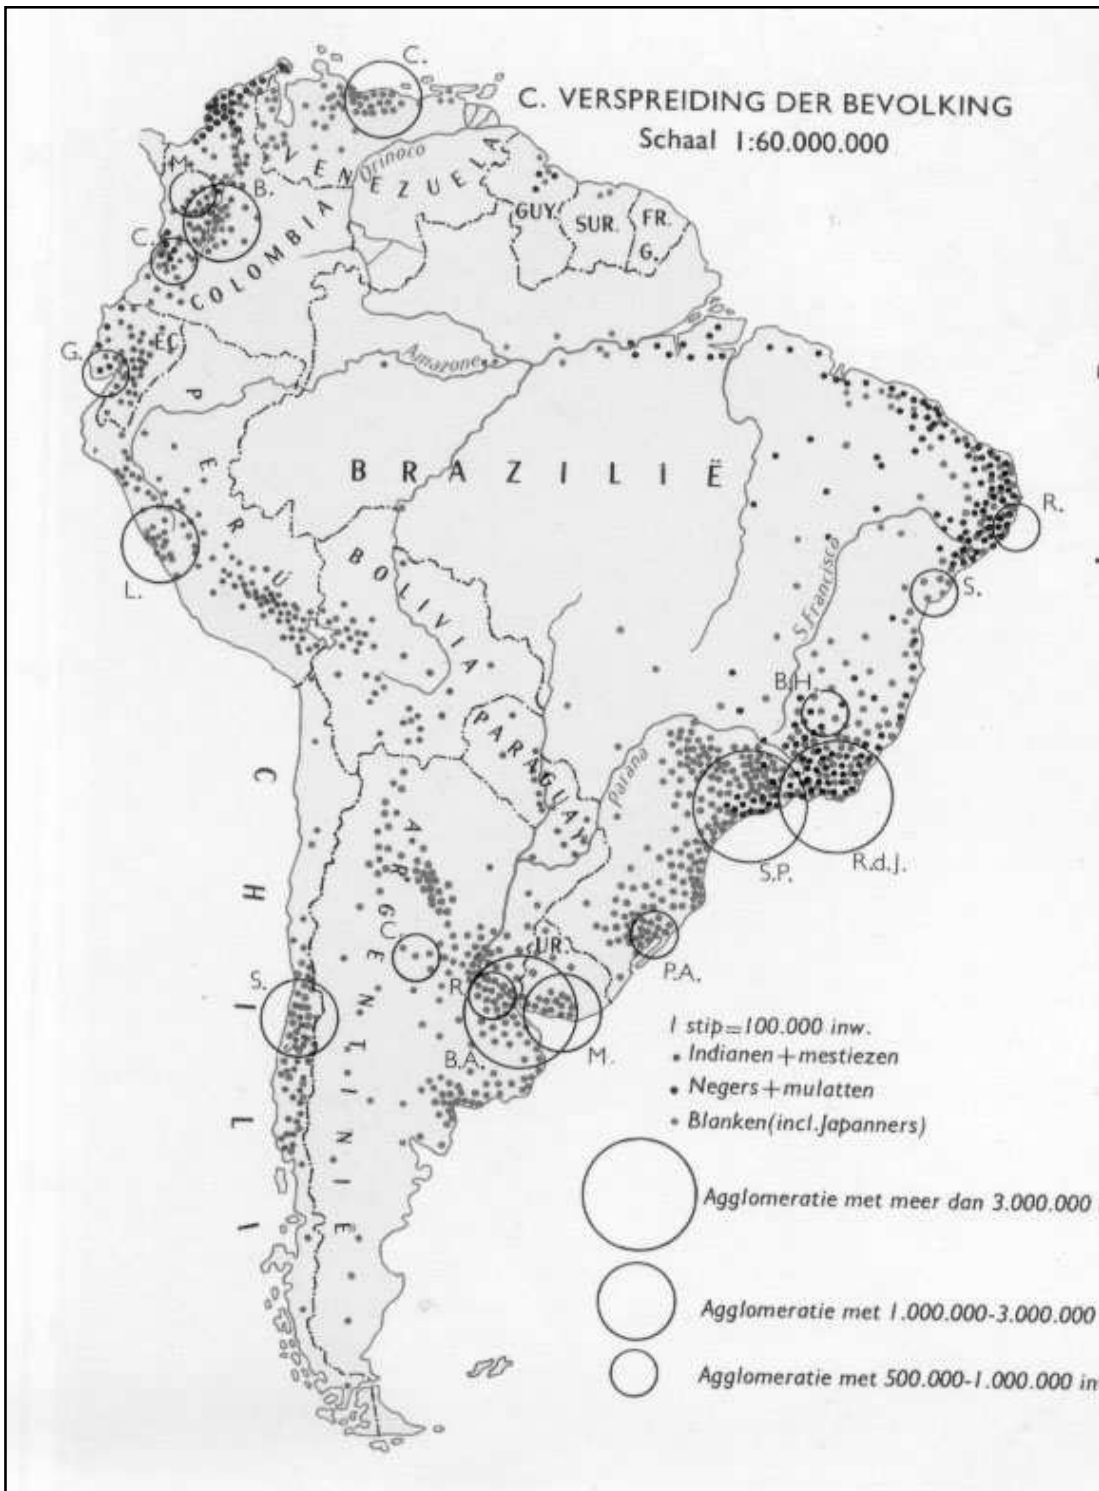 C. VERSPREIDING DER BEVOLKING
Schaal 1:60.000.000
C.
M.
B.
C.
G.
L.
VENEZUELA
Orinoco
COLOMBIA
GUY.
SUR.
FR.
G.
EC.
PERÚ
Amazone
BRAZILIË
R.
S.
S.Francisco
BOLIVIA
B.H.
PARAGUAY
Parana
S.P.
R.d.J.
CHILI
ARGENTINIË
C.
UR.
P.A.
S.
R.
B.A.
M.
1 stip=100.000 inw.
Indianen+mestiezen
Negers+mulatten
Blanken(incl.Japanners)
Agglomeratie met meer dan 3.000.000
Agglomeratie met 1.000.000-3.000.000
Agglomeratie met 500.000-1.000.000 in